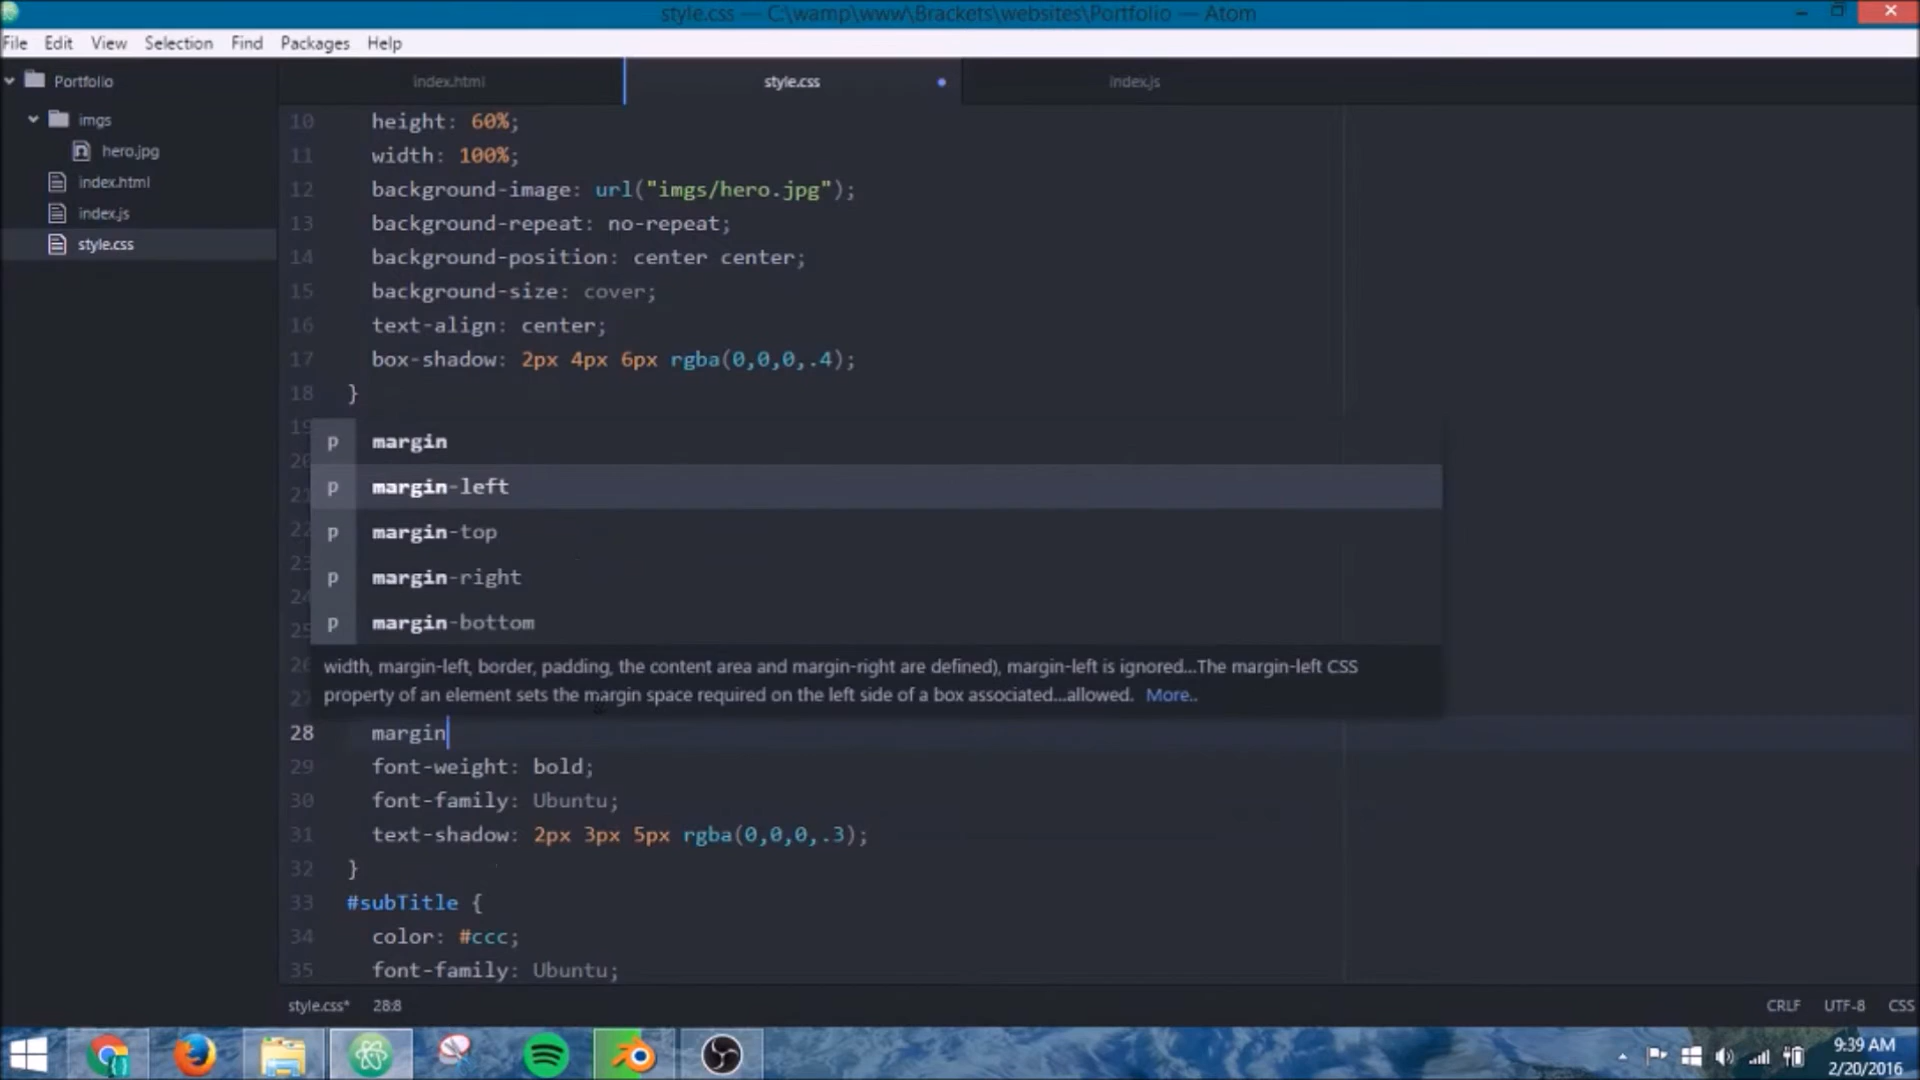 style.css — C:\wamp\www\Brackets\websites\Portfolio — Atom
File Edit View Selection Find Packages Help
Portfolio
imgs
hero.jpg
index.html
index.js
style.css
index.html style.css index.js
10 height: 60%;
11 width: 100%;
12 background-image: url("imgs/hero.jpg");
13 background-repeat: no-repeat;
14 background-position: center center;
15 background-size: cover;
16 text-align: center;
17 box-shadow: 2px 4px 6px rgba(0,0,0,.4);
18 }
p margin
p margin-left
p margin-top
p margin-right
p margin-bottom
width, margin-left, border, padding, the content area and margin-right are defined), margin-left is ignored...The margin-left CSS
property of an element sets the margin space required on the left side of a box associated...allowed. More..
28 margin
29 font-weight: bold;
30 font-family: Ubuntu;
31 text-shadow: 2px 3px 5px rgba(0,0,0,.3);
32 }
33 #subTitle {
34 color: #ccc;
35 font-family: Ubuntu;
style.css* 28:8 CRLF UTF-8 CSS
9:39 AM
2/20/2016